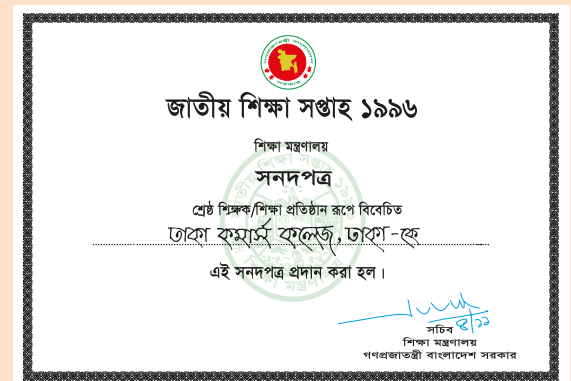 জাতীয় শিক্ষা সপ্তাহ ১৯৯৬
শিক্ষা মন্ত্রণালয়
সনদপত্র
শ্রেষ্ঠ শিক্ষক/শিক্ষা প্রতিষ্ঠান রূপে বিবেচিত
ঢাকা কমার্স কলেজ, ঢাকা-কে
এই সনদপত্র প্রদান করা হল।
সচিব
শিক্ষা মন্ত্রণালয়
গণপ্রজাতন্ত্রী বাংলাদেশ সরকার